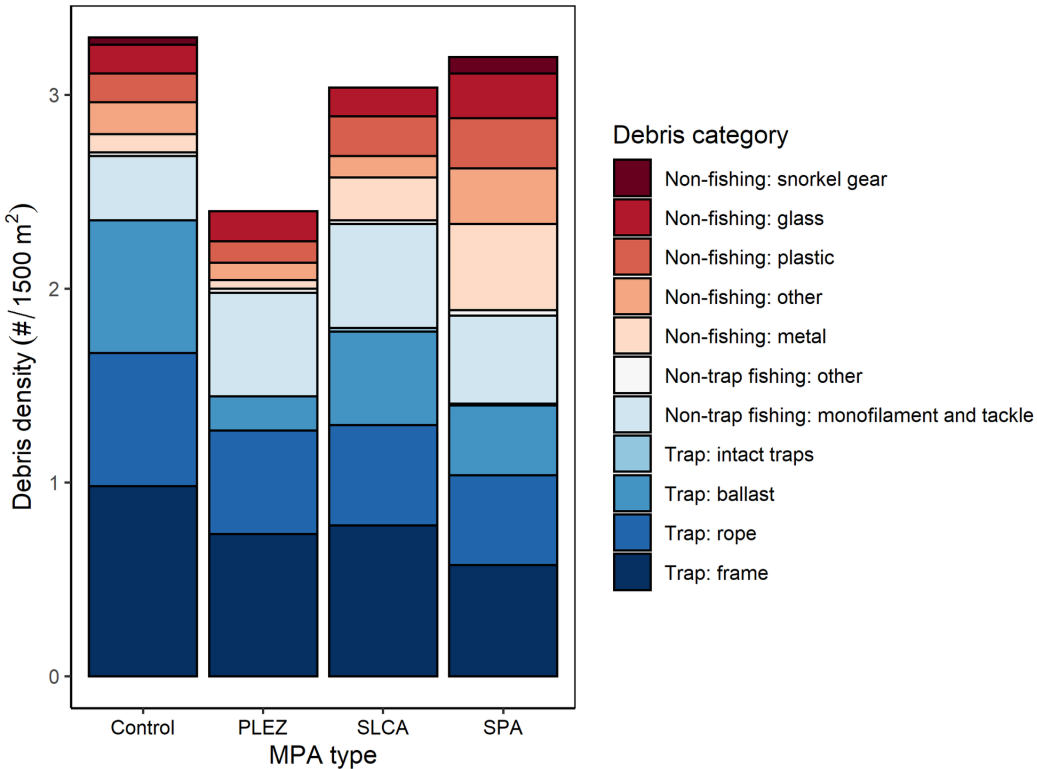 Debris density (#/1500 m²)
3
2
1
0
Control
PLEZ
SLCA
SPA
MPA type
Debris category
Non-fishing: snorkel gear
Non-fishing: glass
Non-fishing: plastic
Non-fishing: other
Non-fishing: metal
Non-trap fishing: other
Non-trap fishing: monofilament and tackle
Trap: intact traps
Trap: ballast
Trap: rope
Trap: frame